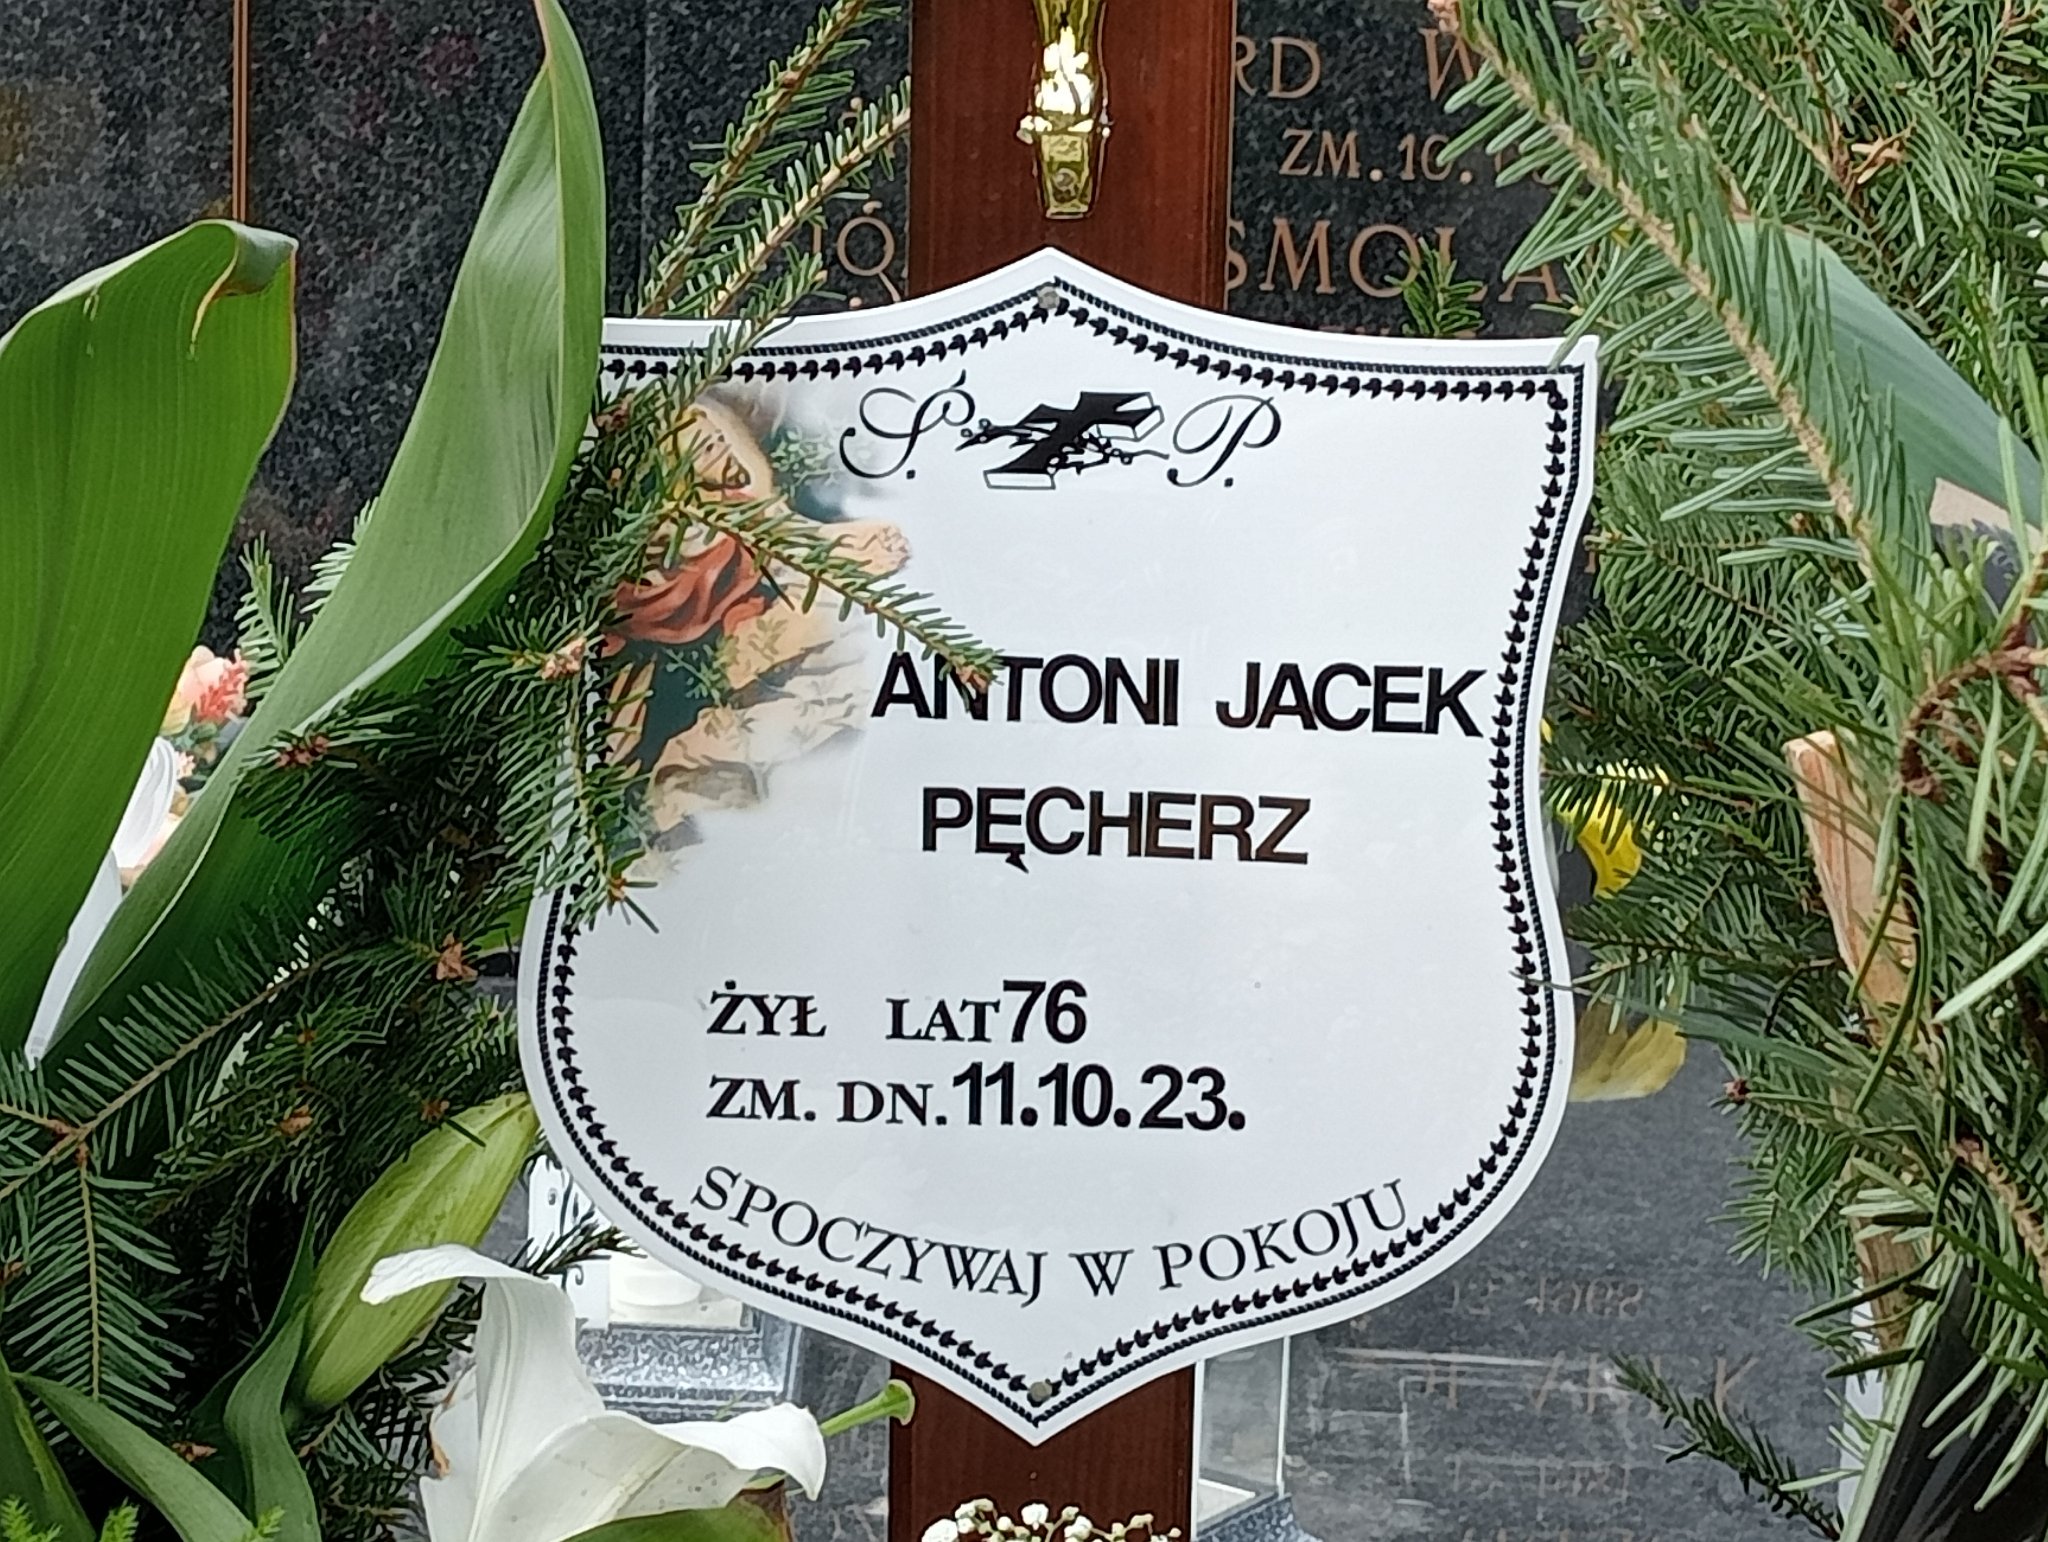 ZM. 10.
SMOLA
Ś. P.
ANTONI JACEK
PĘCHERZ
ŻYŁ LAT 76
ZM. DN. 11.10.23.
SPOCZYWAJ W POKOJU